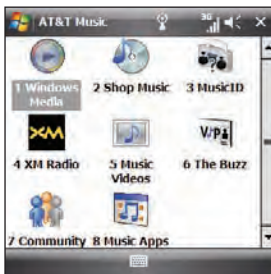 AT&T Music
3G
1 Windows Media
2 Shop Music
3 MusicID
XM
4 XM Radio
5 Music Videos
6 The Buzz
7 Community
8 Music Apps